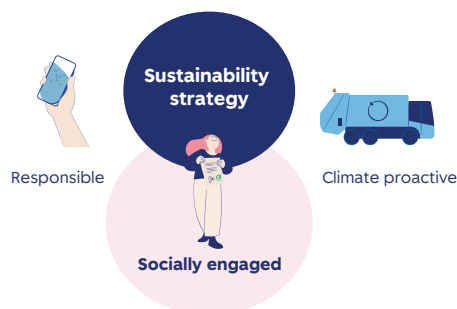 Sustainability
strategy
Responsible
Climate proactive
Socially engaged